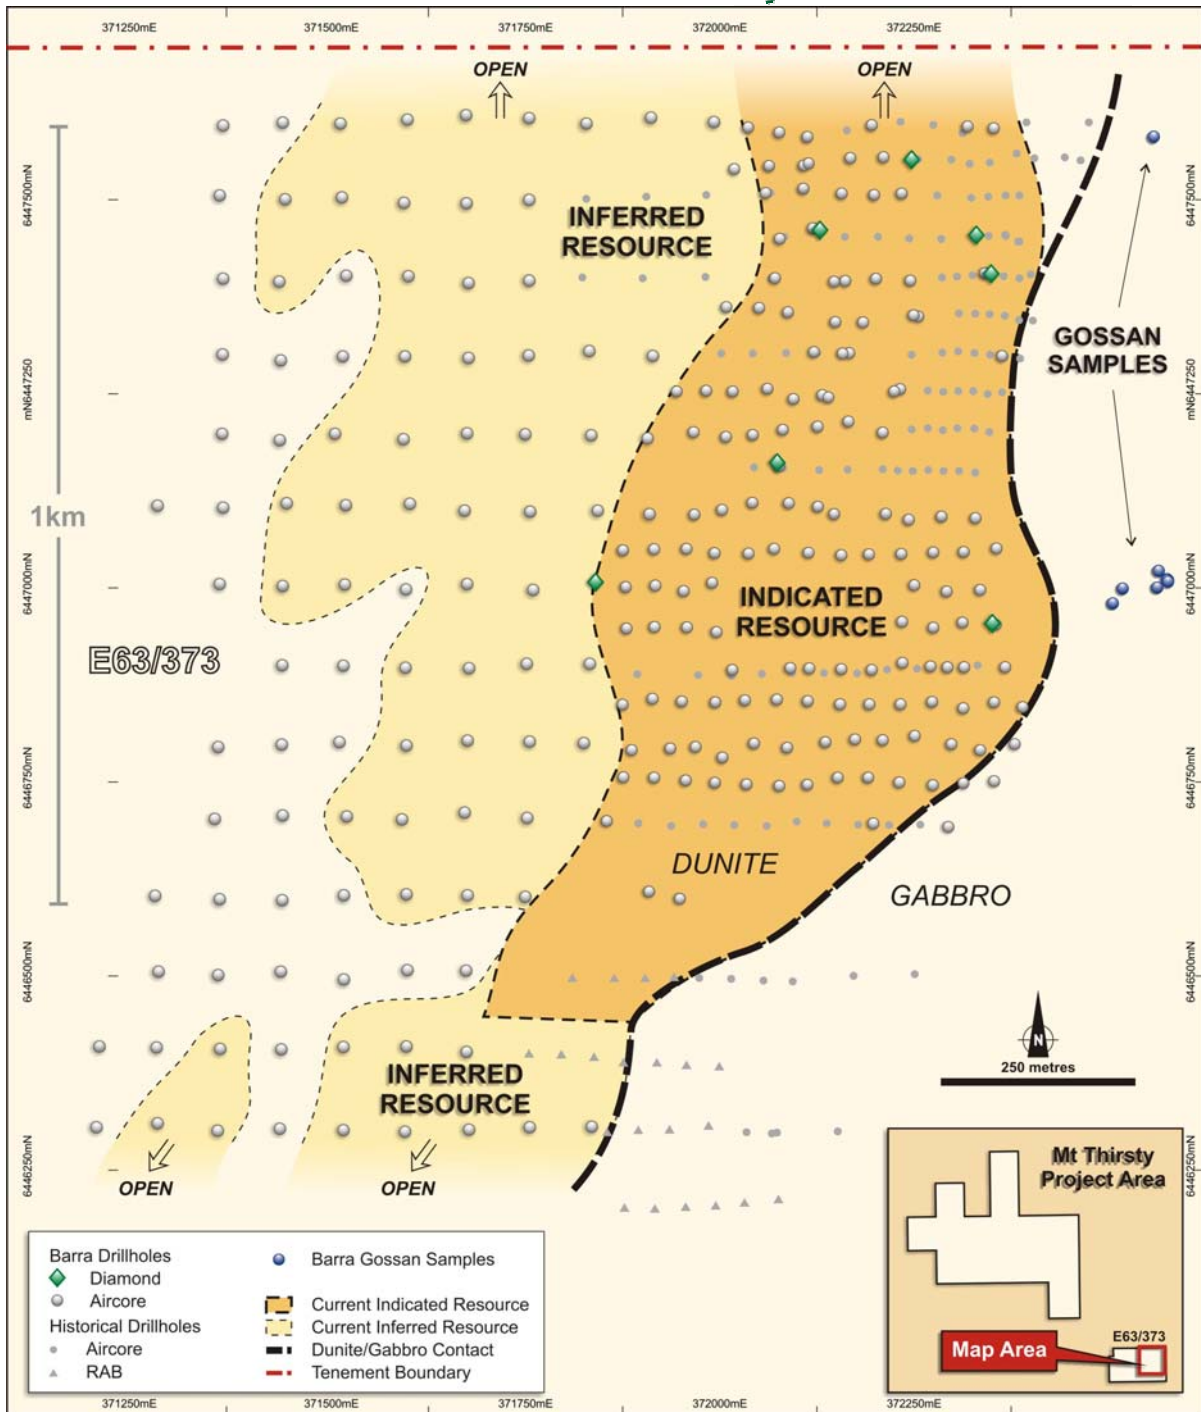 371250mE 371500mE 371750mE 372000mE 372250mE
OPEN OPEN
6447500mN 6447500mN
INFERRED
RESOURCE
mN6447250 mN6447250
GOSSAN
SAMPLES
1km
6447000mN 6447000mN
INDICATED
RESOURCE
E63/373
6446750mN 6446750mN
DUNITE
GABBRO
6446500mN 6446500mN
N
250 metres
INFERRED
RESOURCE
6446250mN 6446250mN
OPEN OPEN
Mt Thirsty
Project Area
E63/373
Map Area
Barra Drillholes
Diamond
Aircore
Historical Drillholes
Aircore
RAB
Barra Gossan Samples
Current Indicated Resource
Current Inferred Resource
Dunite/Gabbro Contact
Tenement Boundary
371250mE 371500mE 371750mE 372000mE 372250mE